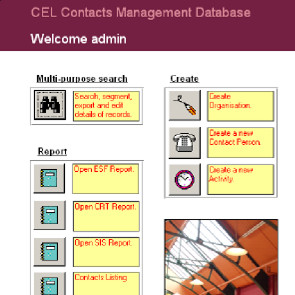 CEL Contacts Management Database
Welcome admin
Multi-purpose search
Search, segment,
export and edit
details of records.
Create
Create
Organisation.
Create a new
Contact Person.
Create a new
Activity.
Report
Open ESF Report.
Open CRIT Report.
Open SIS Report.
Contacts Listing